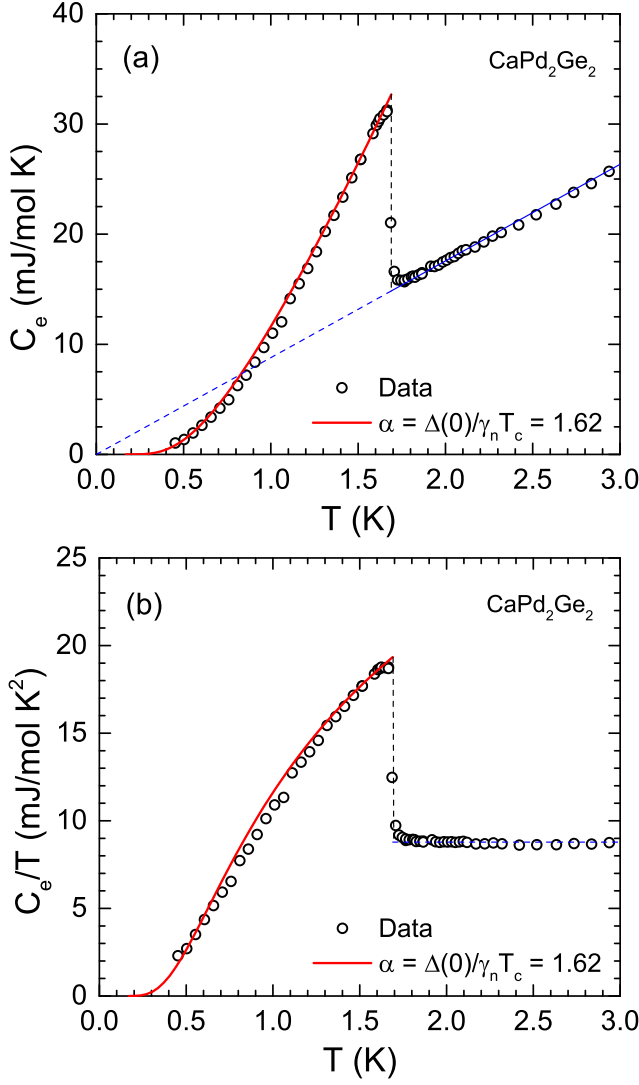 40
(a)
CaPd₂Ge₂
30
20
10
0
Cₑ (mJ/mol K)
Data
α = Δ(0)/γₙT꜀ = 1.62
0.0 0.5 1.0 1.5 2.0 2.5 3.0
T (K)
25
(b)
CaPd₂Ge₂
20
15
10
5
0
Cₑ/T (mJ/mol K²)
Data
α = Δ(0)/γₙT꜀ = 1.62
0.0 0.5 1.0 1.5 2.0 2.5 3.0
T (K)